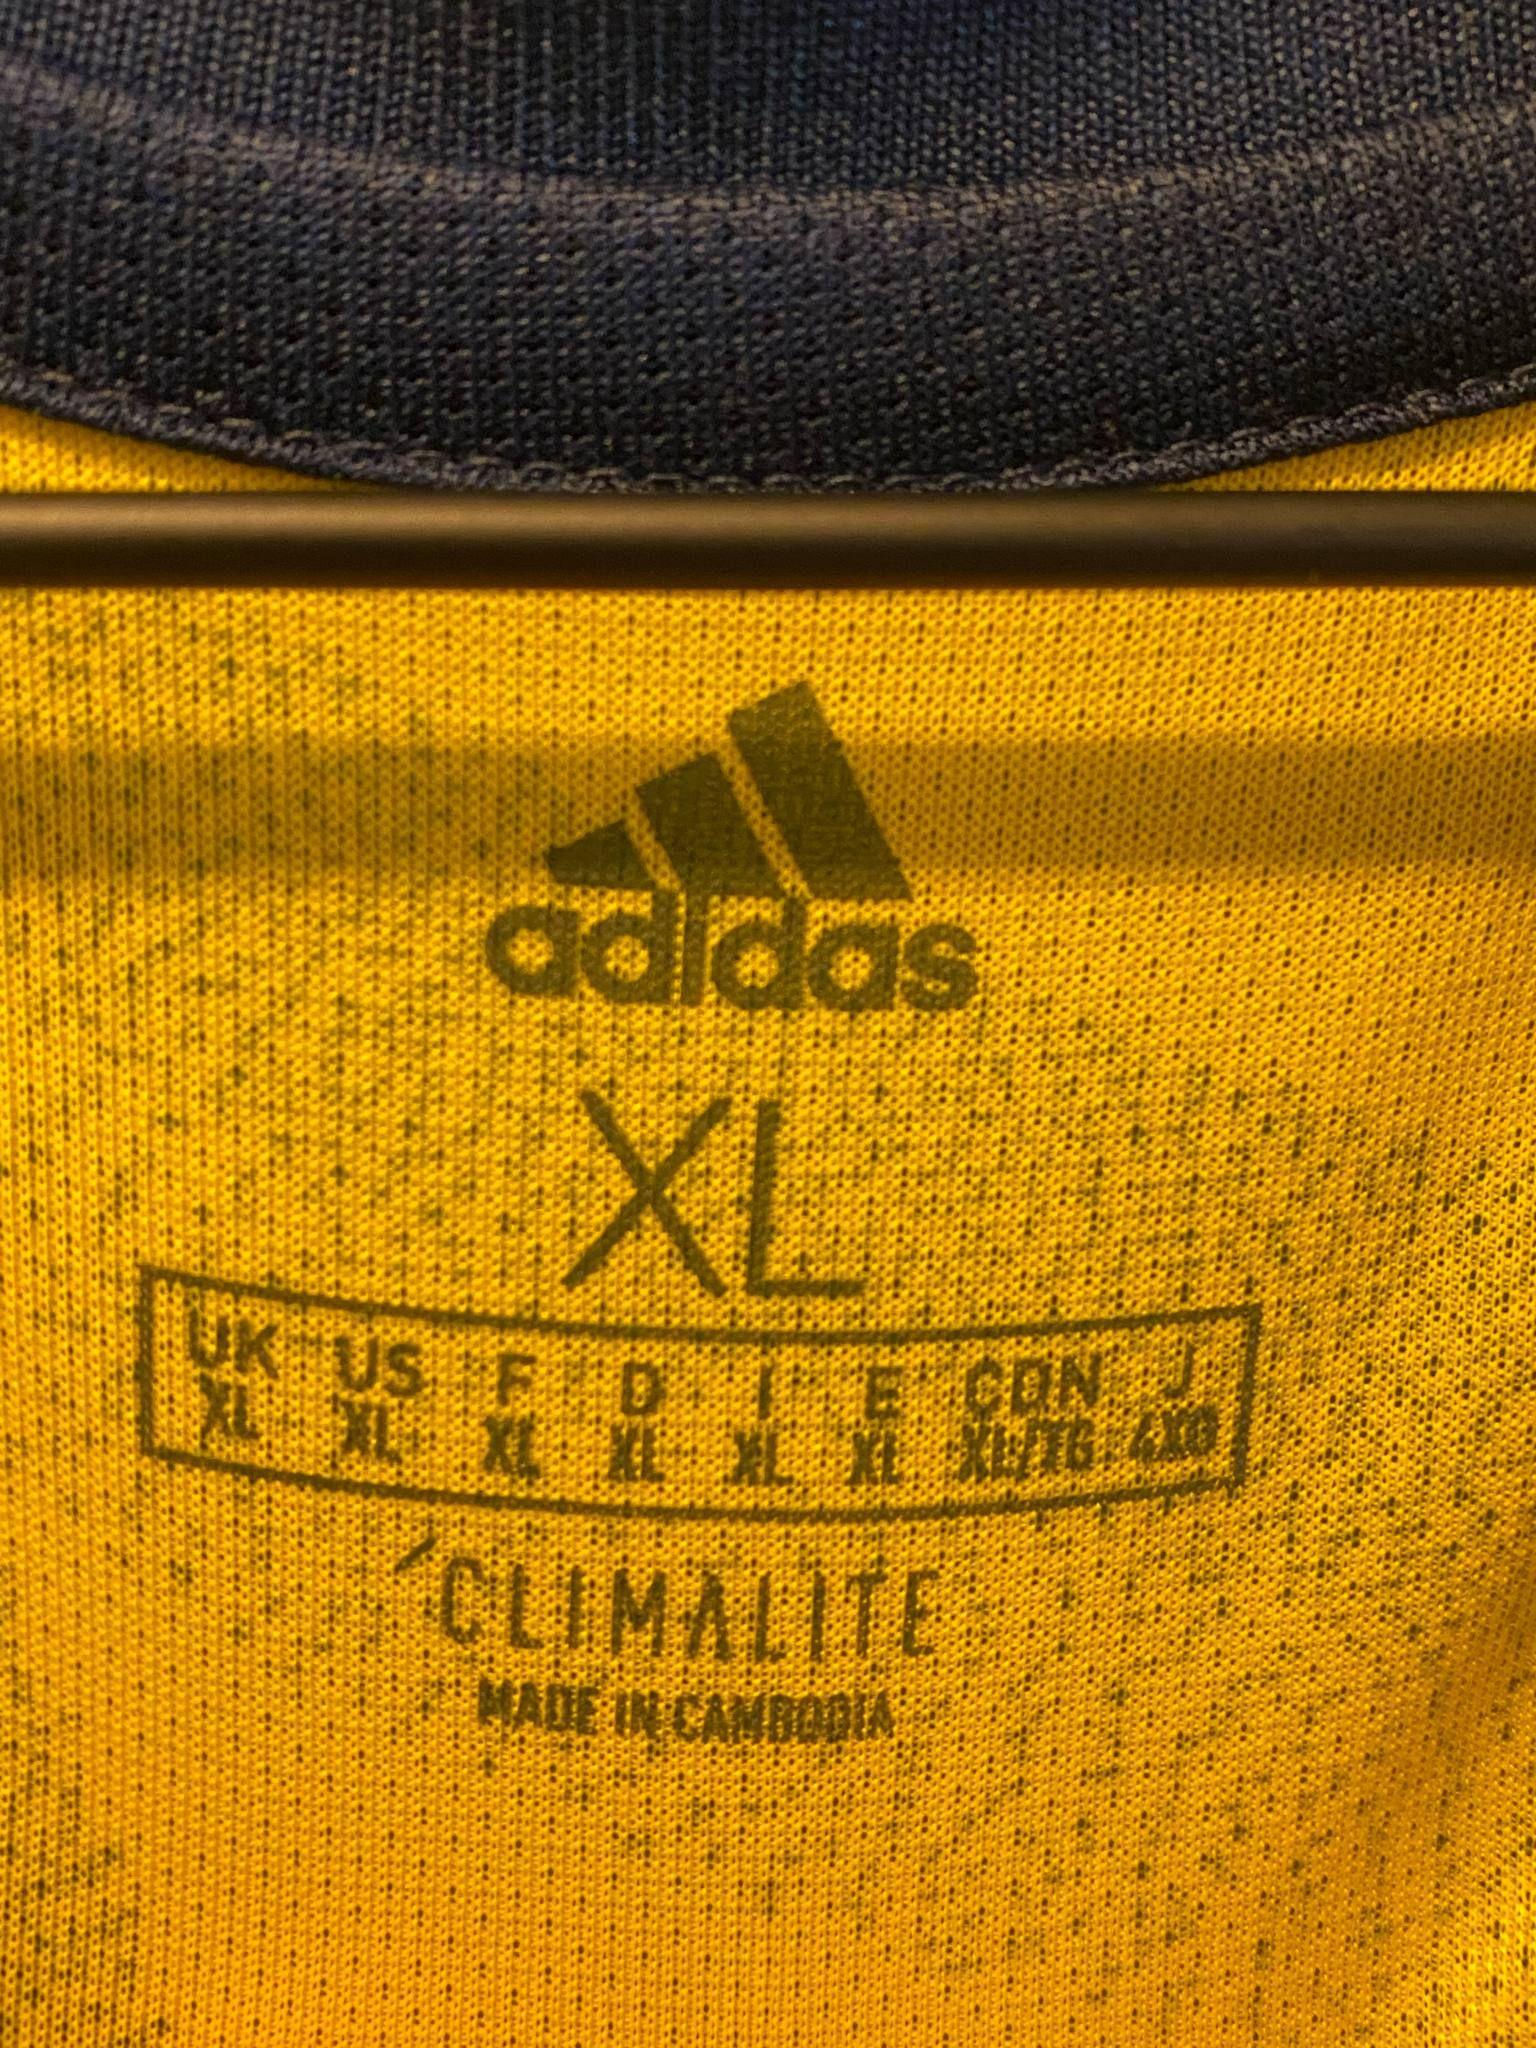 adidas
XL
UK US F D I E CDN J
XL XL XL XL XL XL XL/TG 4XO
CLIMALITE
MADE IN CAMBODIA